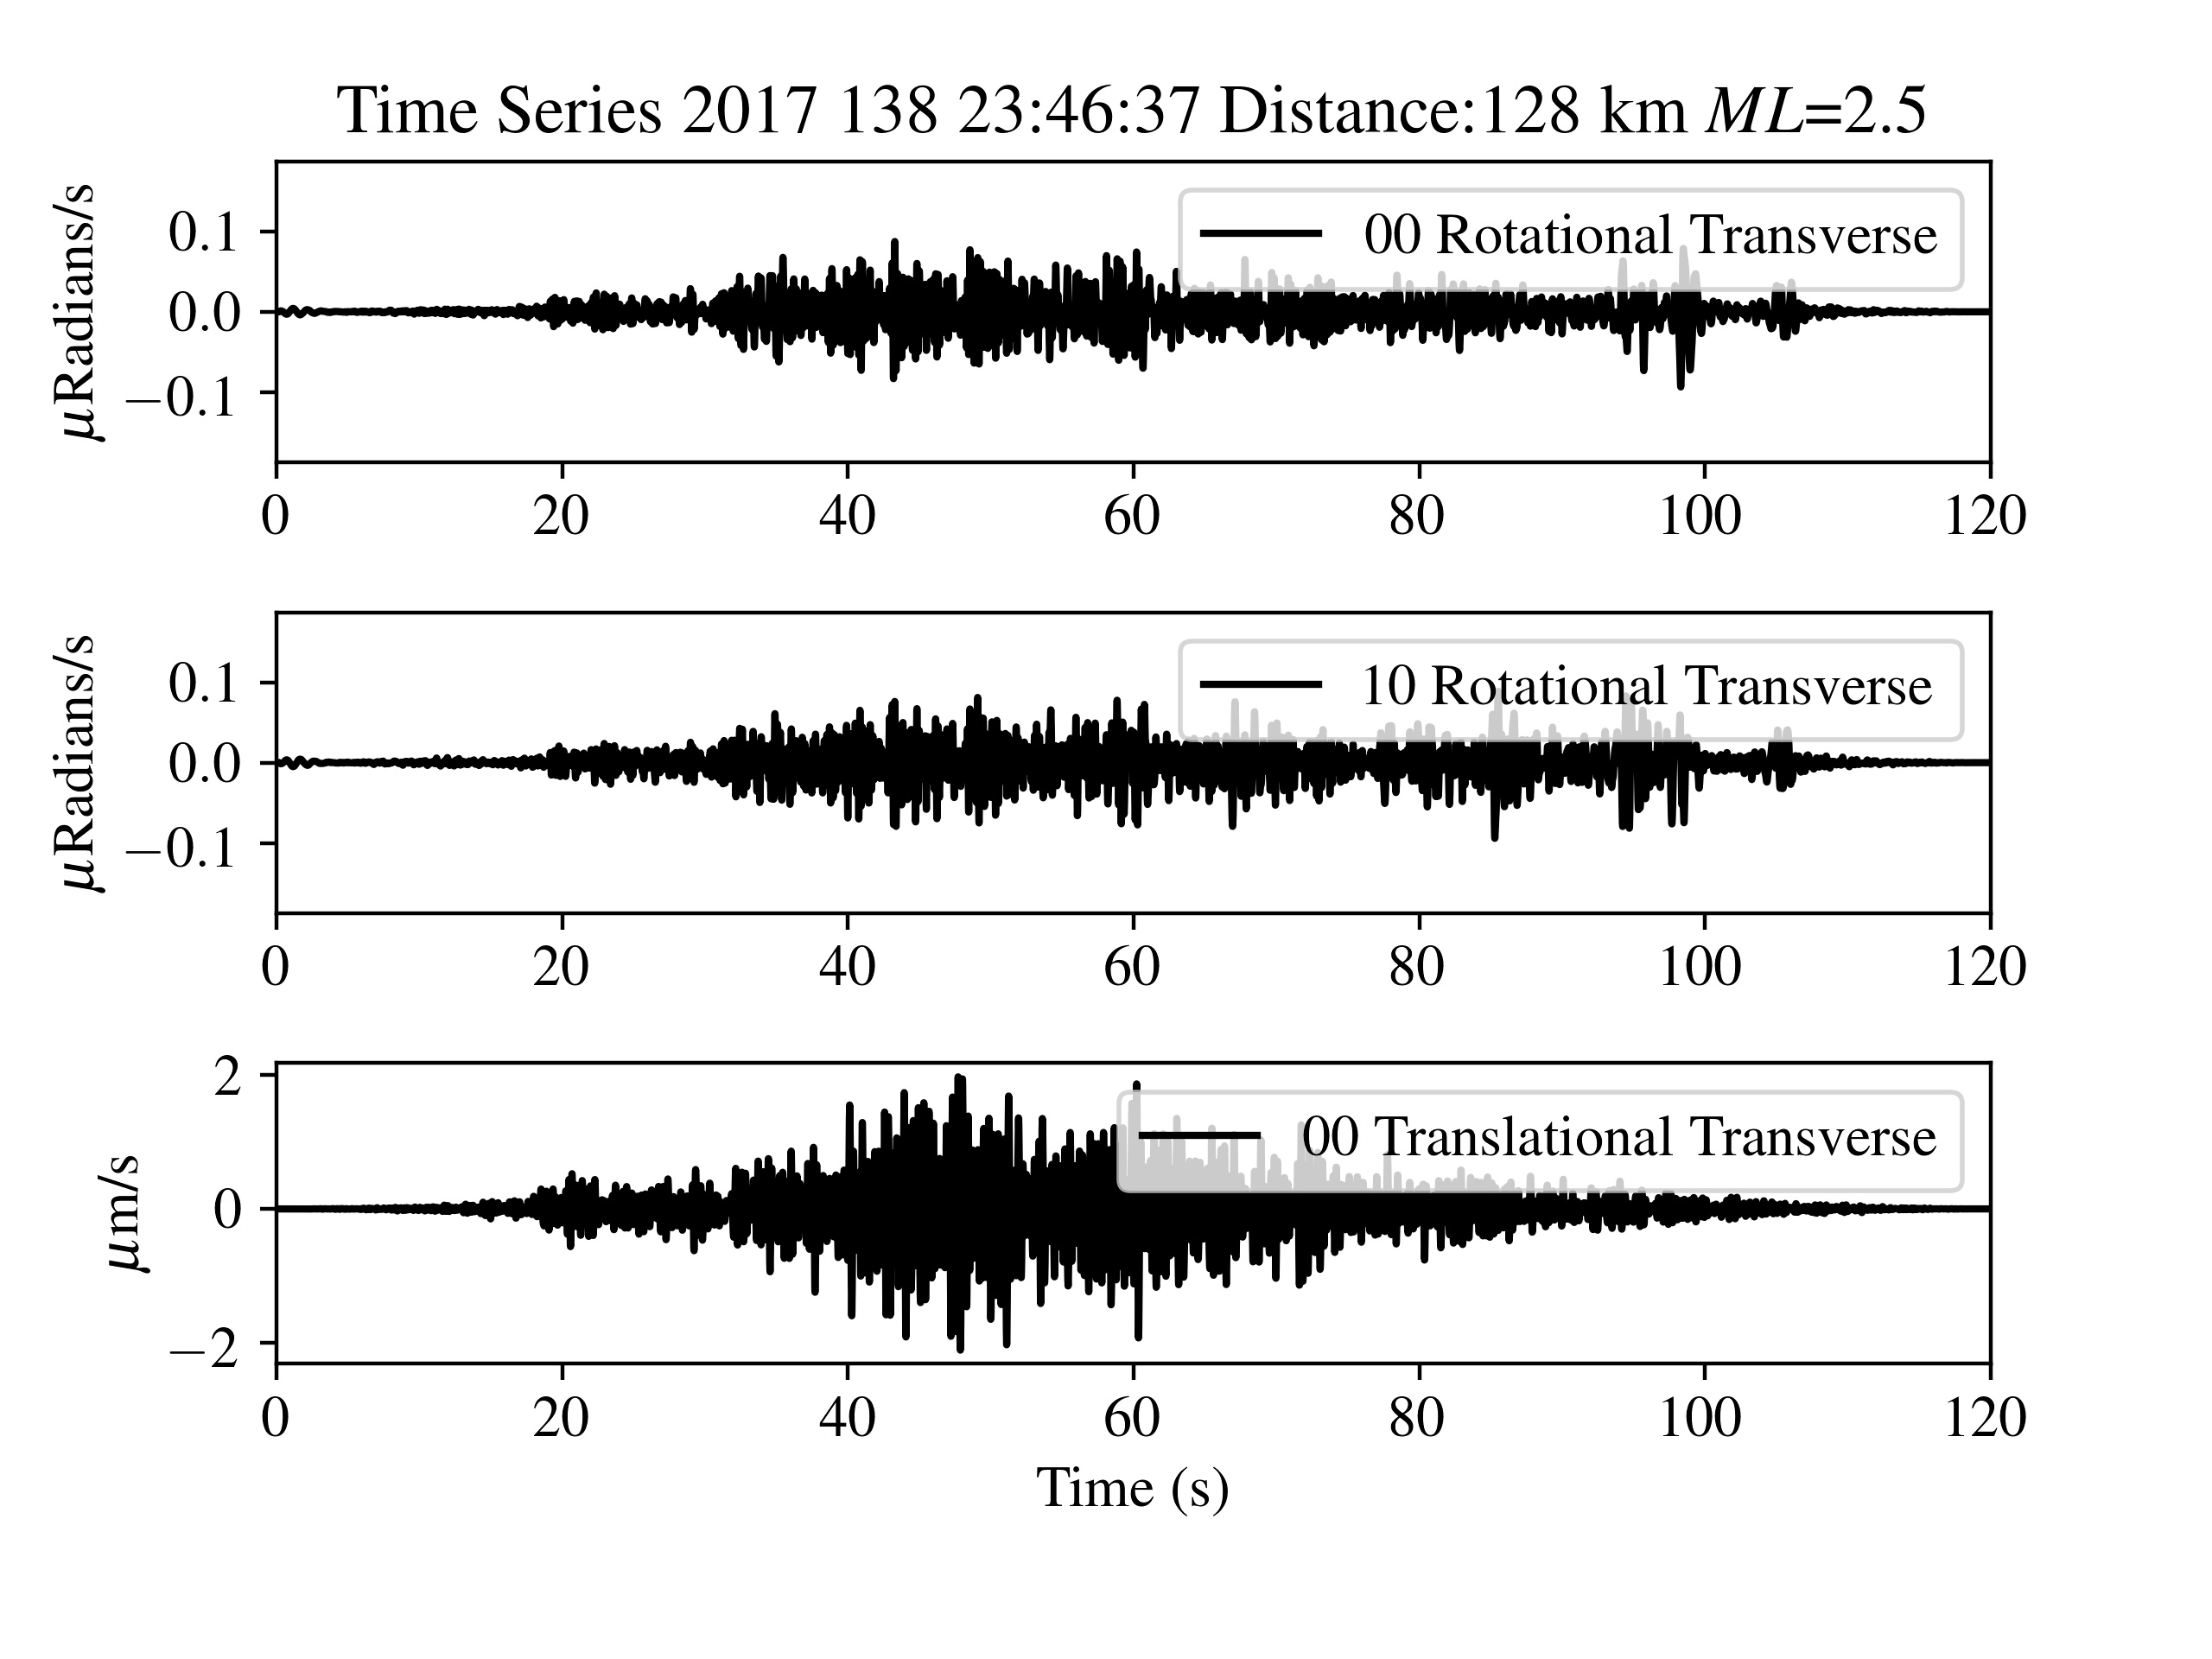 Time Series 2017 138 23:46:37 Distance:128 km ML=2.5
μRadians/s
0.1
0.0
−0.1
00 Rotational Transverse
0 20 40 60 80 100 120
μRadians/s
0.1
0.0
−0.1
10 Rotational Transverse
0 20 40 60 80 100 120
μm/s
2
0
−2
00 Translational Transverse
0 20 40 60 80 100 120
Time (s)